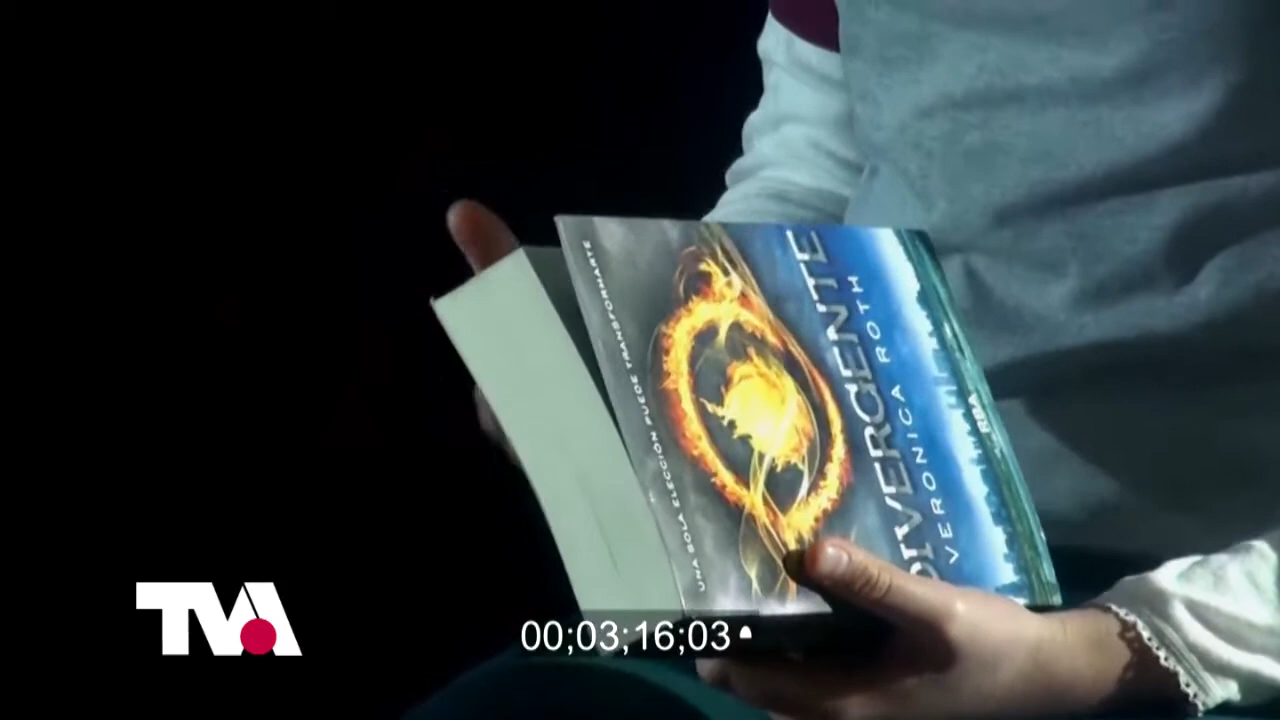 UNA SOLA ELECCIÓN PUEDE TRANSFORMARTE
DIVERGENTE
VERONICA ROTH
RBA
TVA
00;03;16;03